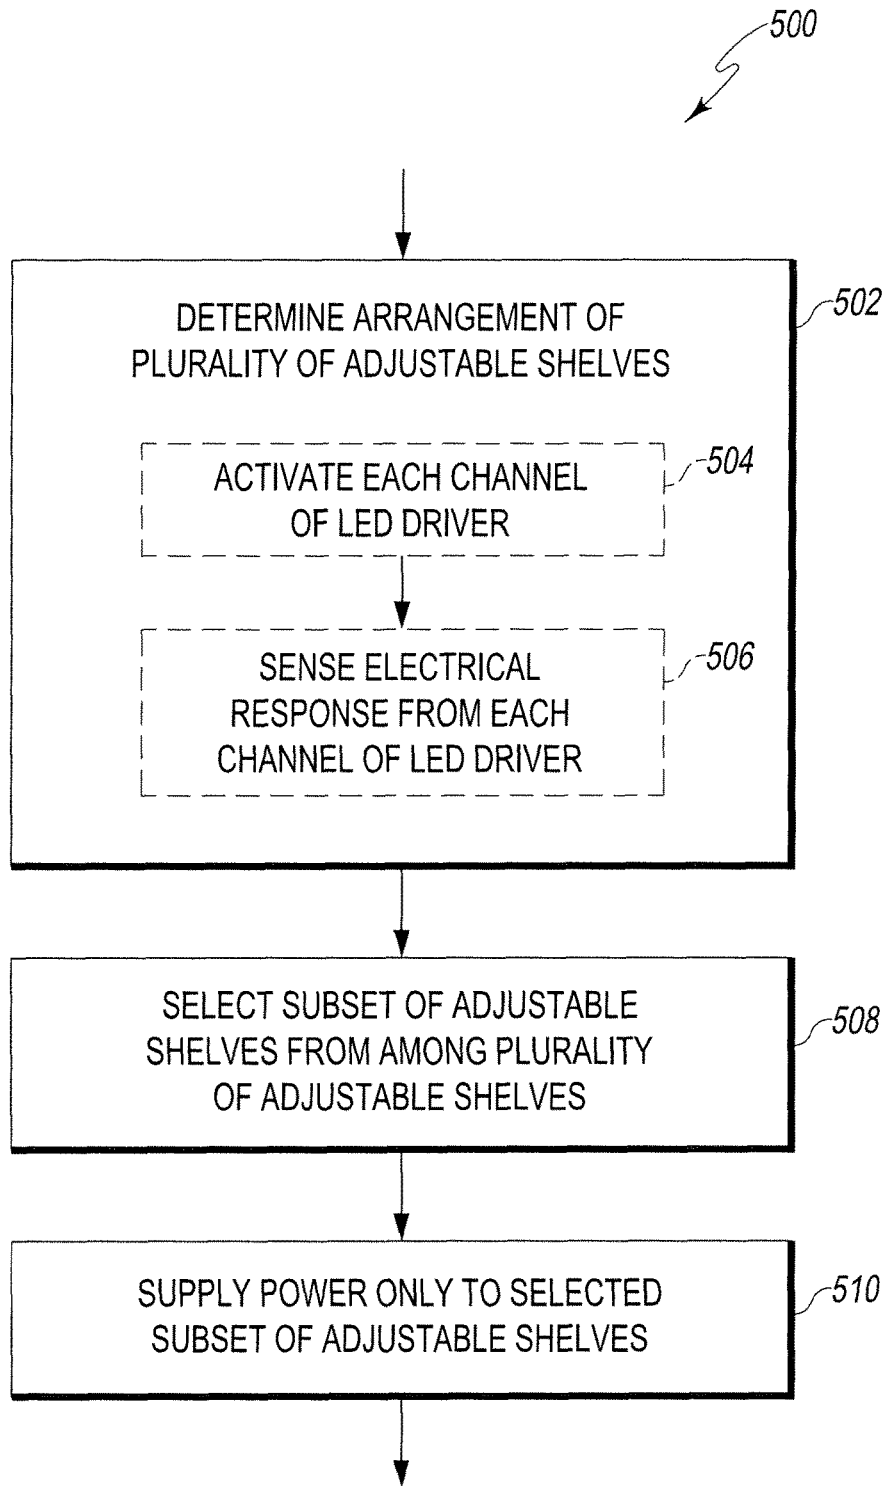 500
DETERMINE ARRANGEMENT OF
PLURALITY OF ADJUSTABLE SHELVES
502
ACTIVATE EACH CHANNEL
OF LED DRIVER
504
SENSE ELECTRICAL
RESPONSE FROM EACH
CHANNEL OF LED DRIVER
506
SELECT SUBSET OF ADJUSTABLE
SHELVES FROM AMONG PLURALITY
OF ADJUSTABLE SHELVES
508
SUPPLY POWER ONLY TO SELECTED
SUBSET OF ADJUSTABLE SHELVES
510